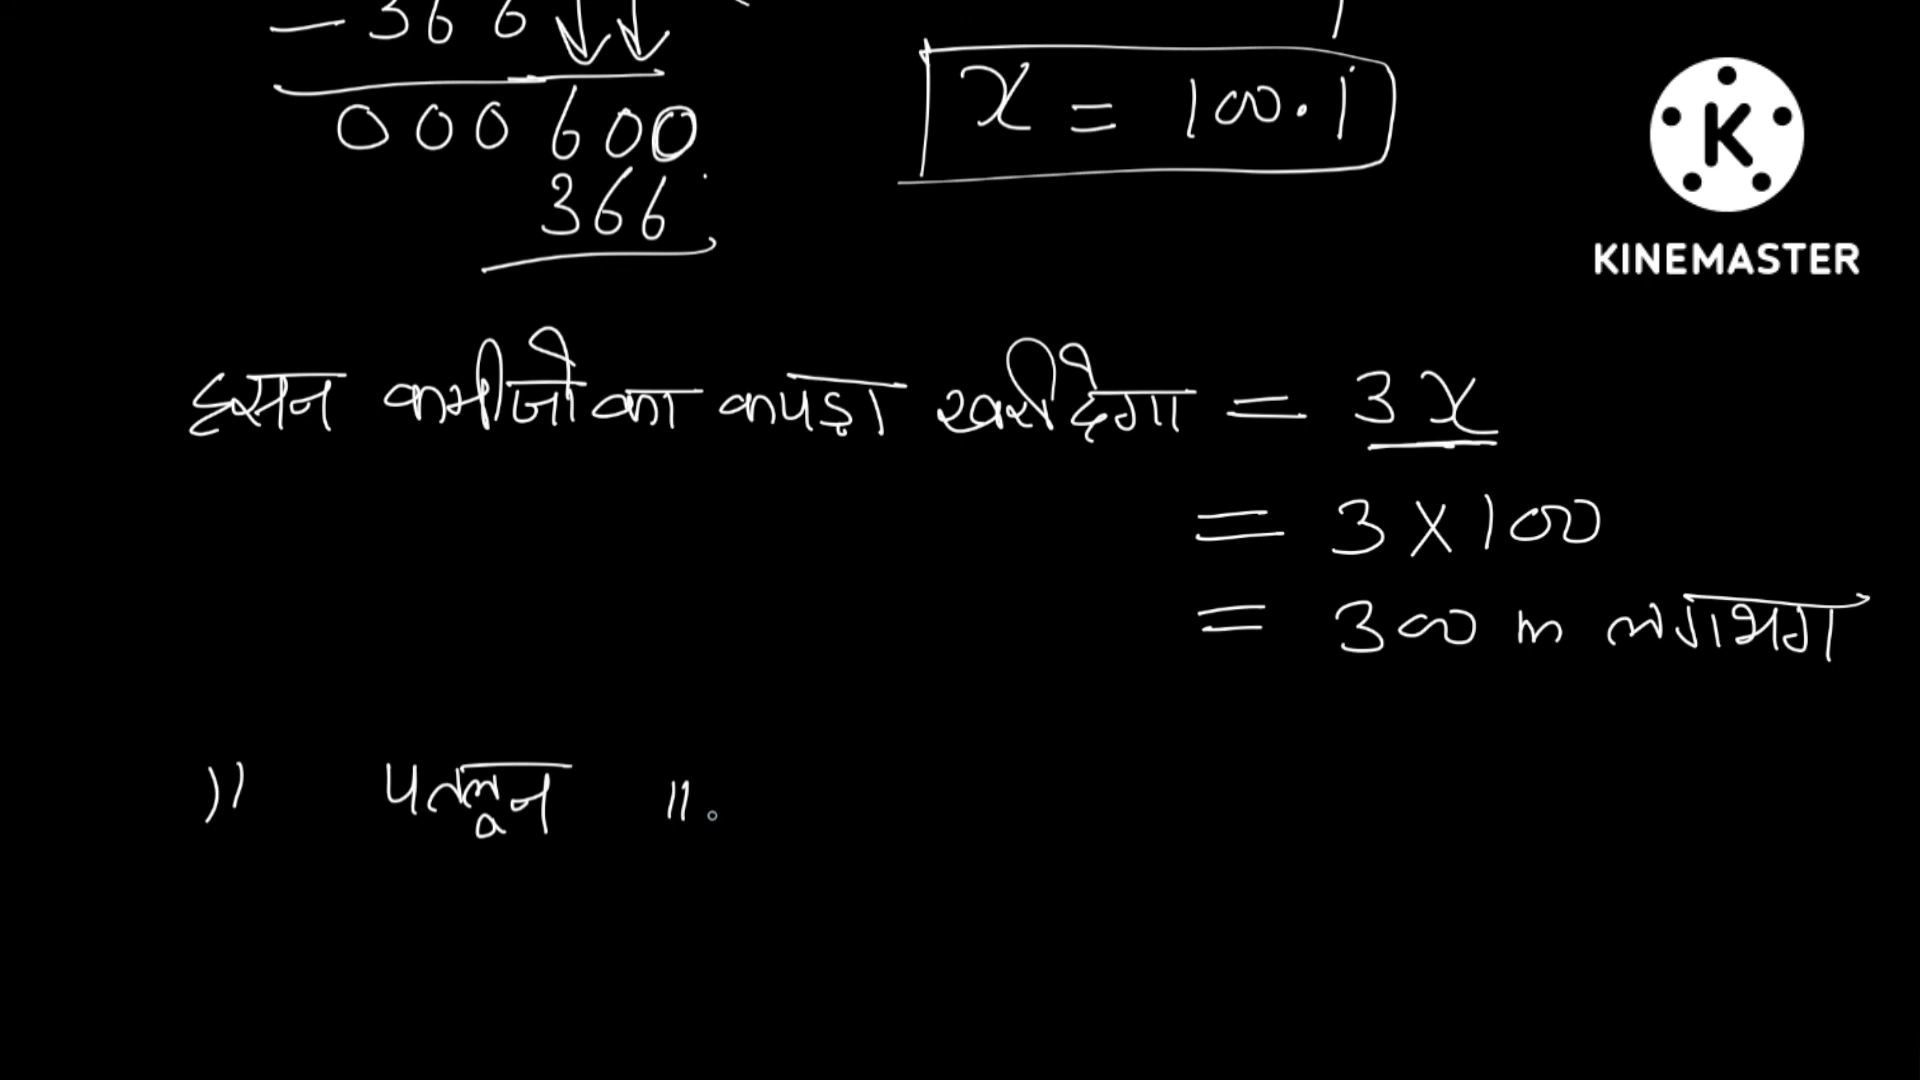 - 366 ↓↓
000600
366
x = 100.1
KINEMASTER
हसन कमीजो का कपड़ा खरीदेगा = 3x
= 3 × 100
= 300 m लगभग
" पतलून "